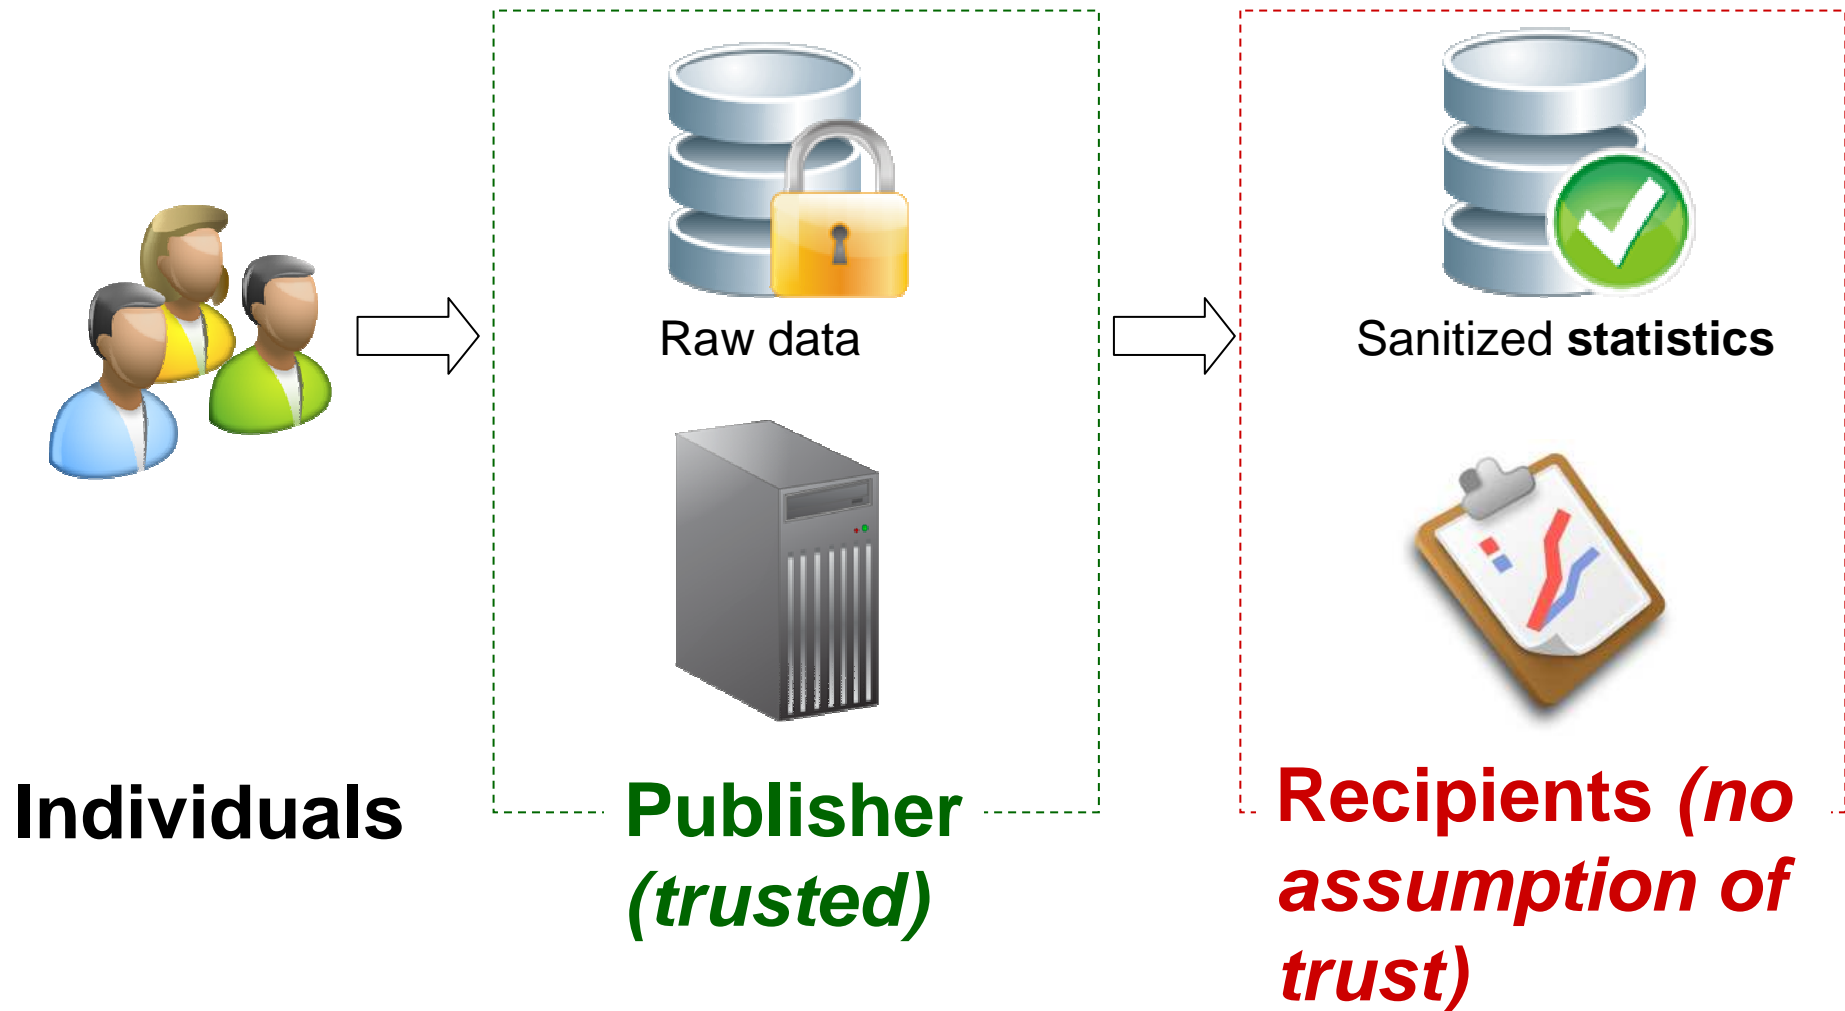 Raw data
Sanitized statistics
Individuals
Publisher
(trusted)
Recipients (no
assumption of
trust)